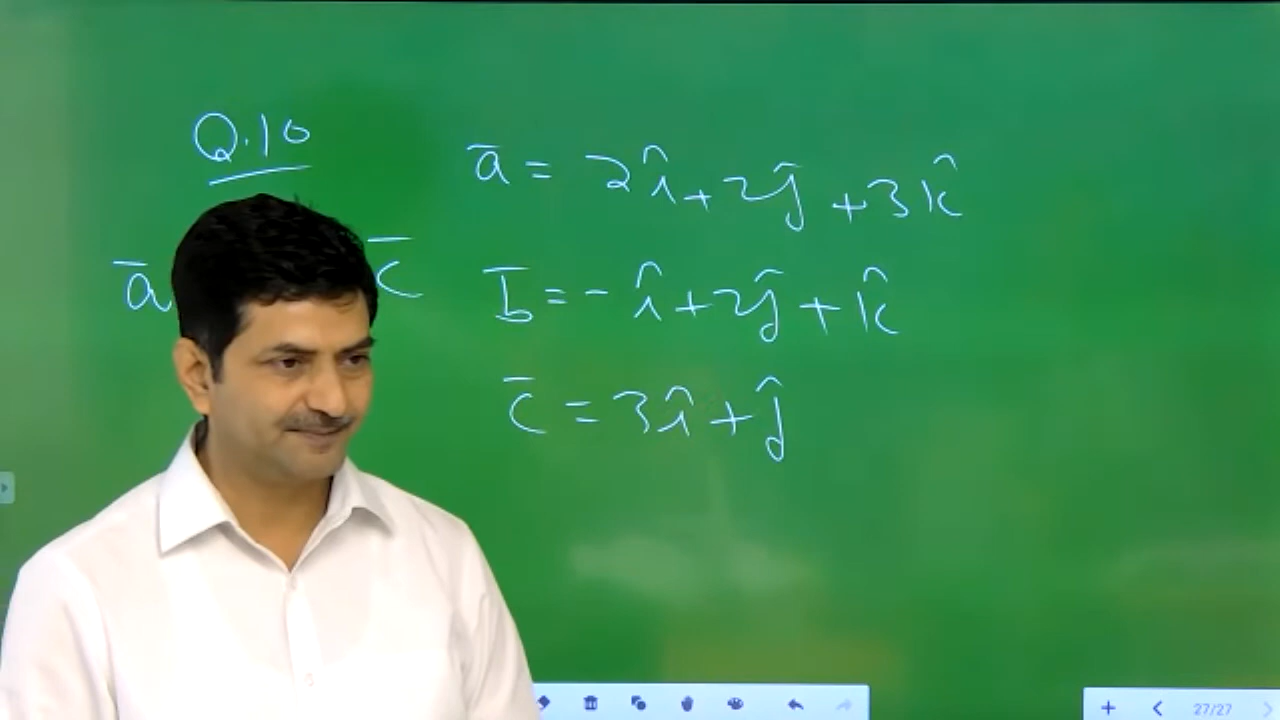 Q.10
a̅ = 2î + 2ĵ + 3k̂
a̅ c̅
b̅ = - î + 2ĵ + k̂
c̅ = 3î + ĵ
27/27